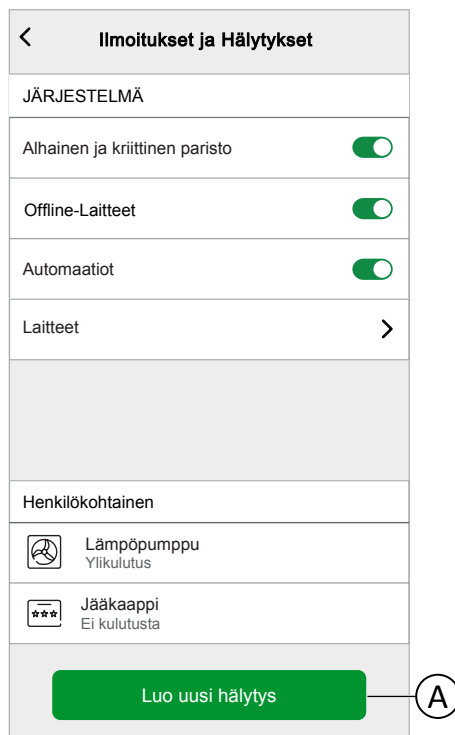 Ilmoitukset ja Hälytykset
JÄRJESTELMÄ
Alhainen ja kriittinen paristo
Offline-Laitteet
Automaatiot
Laitteet
Henkilökohtainen
Lämpöpumppu
Ylikulutus
Jääkaappi
Ei kulutusta
Luo uusi hälytys
A